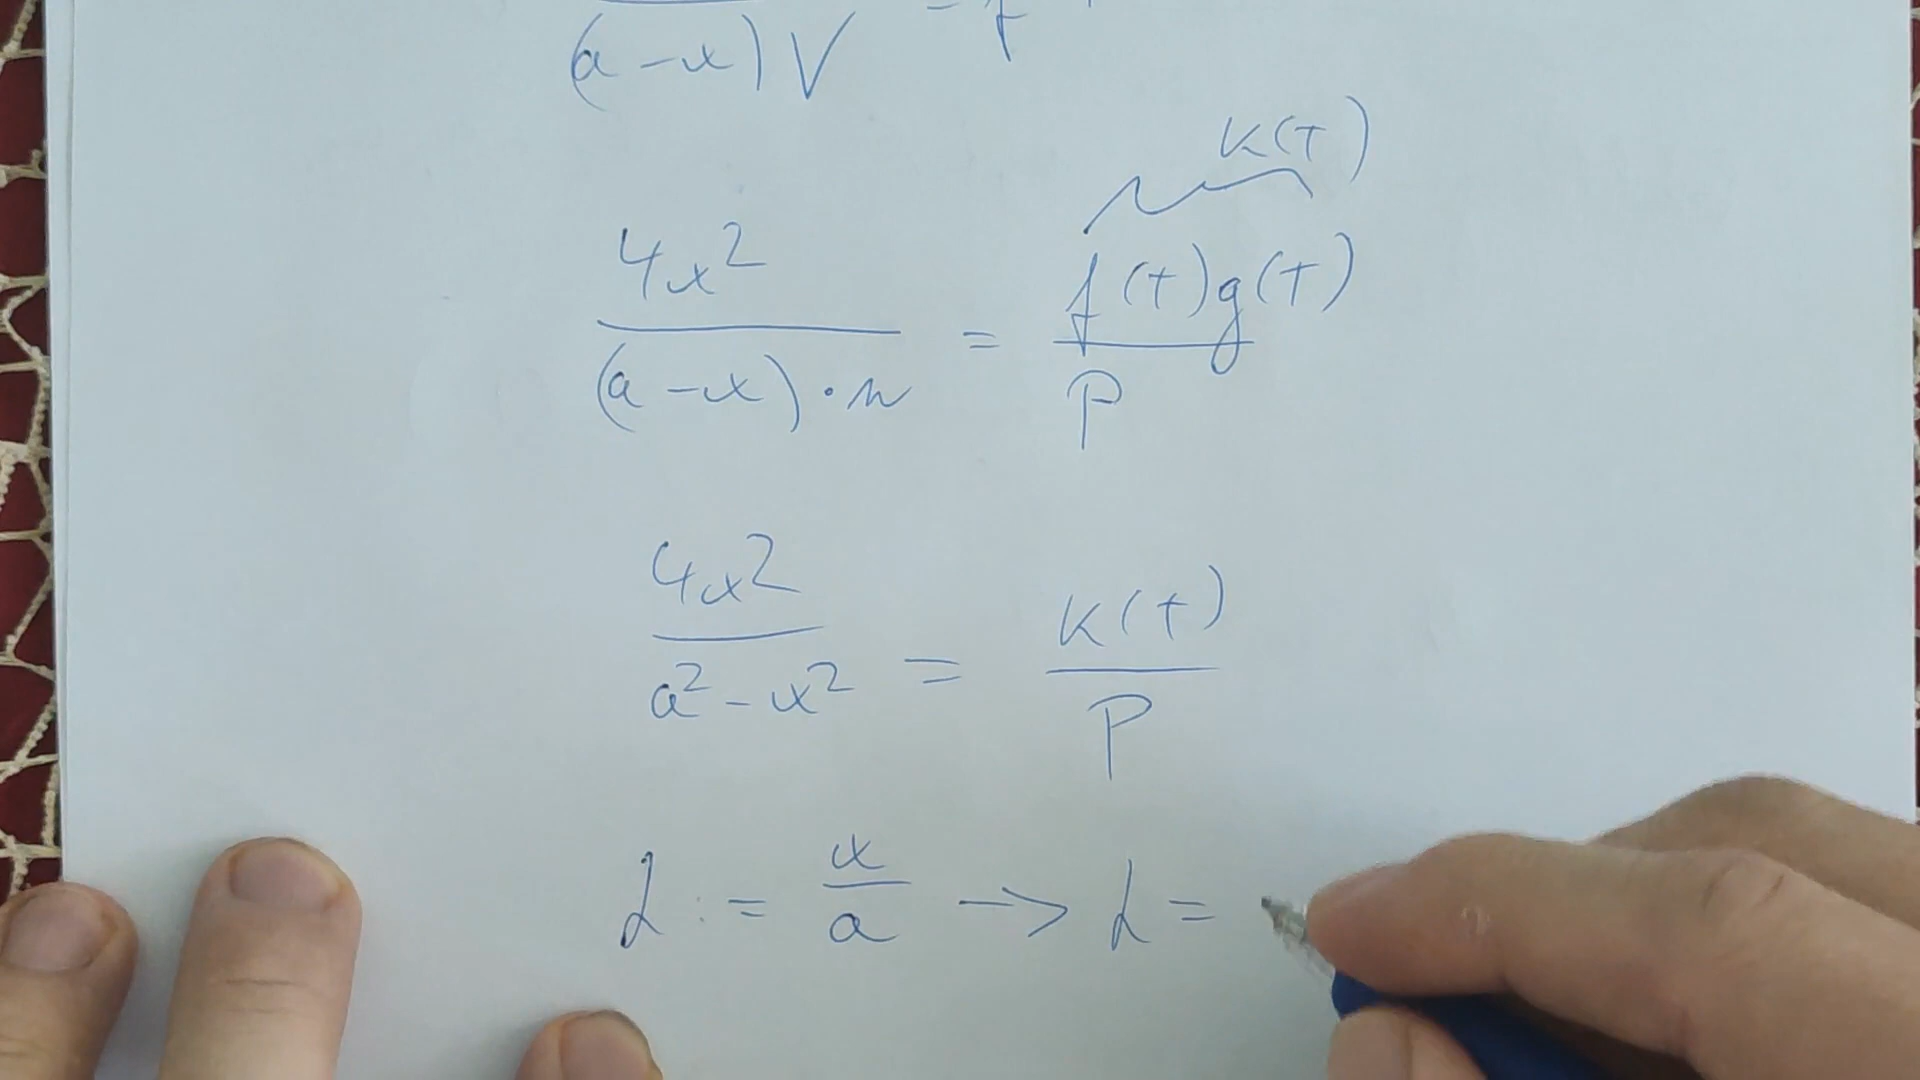 (a-x)V = f
K(T)
4x² / (a-x)·n = f(T)g(T) / P
4x² / a²-x² = K(T) / P
α := x / a → α =